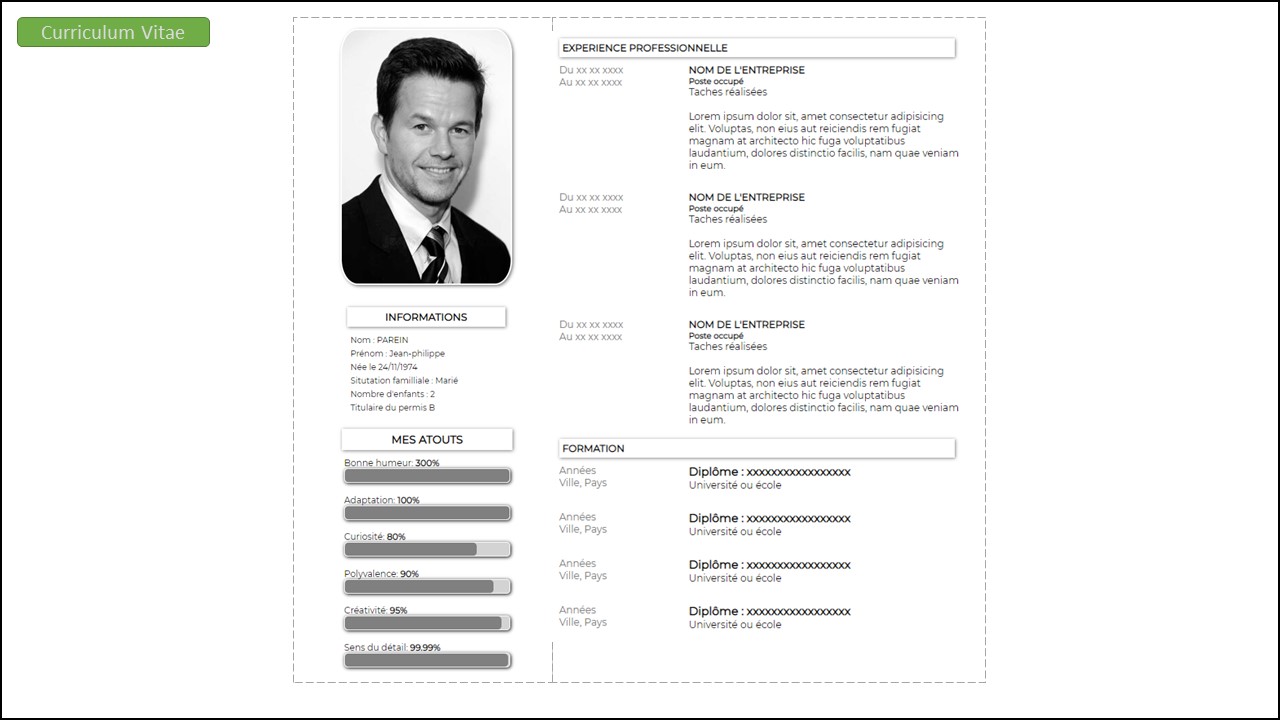 Curriculum Vitae
INFORMATIONS
Nom : PAREIN
Prénom : Jean-philippe
Née le 24/11/1974
Situtation familliale : Marié
Nombre d'enfants : 2
Titulaire du permis B
MES ATOUTS
Bonne humeur: 300%
Adaptation: 100%
Curiosité: 80%
Polyvalence: 90%
Créativité: 95%
Sens du détail: 99.99%
EXPERIENCE PROFESSIONNELLE
Du xx xx xxxx
Au xx xx xxxx
NOM DE L'ENTREPRISE
Poste occupé
Taches réalisées
Lorem ipsum dolor sit, amet consectetur adipisicing
elit. Voluptas, non eius aut reiciendis rem fugiat
magnam at architecto hic fuga voluptatibus
laudantium, dolores distinctio facilis, nam quae veniam
in eum.
Du xx xx xxxx
Au xx xx xxxx
NOM DE L'ENTREPRISE
Poste occupé
Taches réalisées
Lorem ipsum dolor sit, amet consectetur adipisicing
elit. Voluptas, non eius aut reiciendis rem fugiat
magnam at architecto hic fuga voluptatibus
laudantium, dolores distinctio facilis, nam quae veniam
in eum.
Du xx xx xxxx
Au xx xx xxxx
NOM DE L'ENTREPRISE
Poste occupé
Taches réalisées
Lorem ipsum dolor sit, amet consectetur adipisicing
elit. Voluptas, non eius aut reiciendis rem fugiat
magnam at architecto hic fuga voluptatibus
laudantium, dolores distinctio facilis, nam quae veniam
in eum.
FORMATION
Années
Ville, Pays
Diplôme : xxxxxxxxxxxxxxxxx
Université ou école
Années
Ville, Pays
Diplôme : xxxxxxxxxxxxxxxxx
Université ou école
Années
Ville, Pays
Diplôme : xxxxxxxxxxxxxxxxx
Université ou école
Années
Ville, Pays
Diplôme : xxxxxxxxxxxxxxxxx
Université ou école